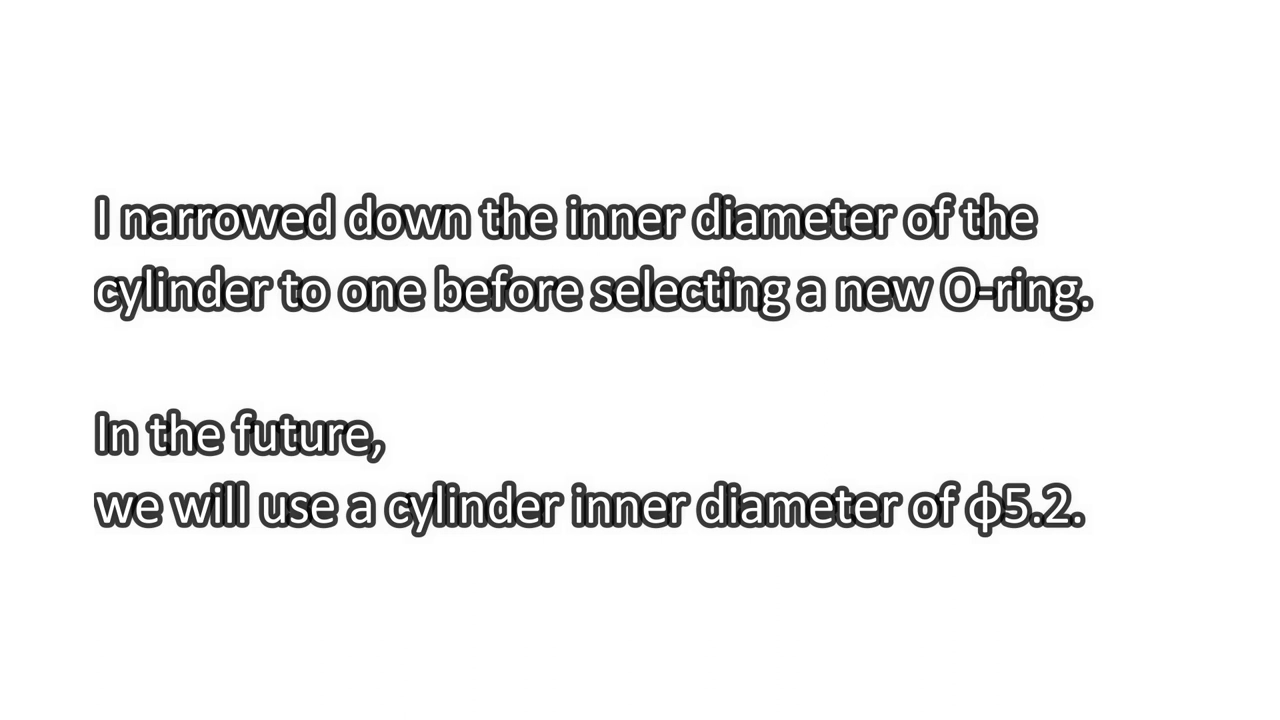 I narrowed down the inner diameter of the
cylinder to one before selecting a new O-ring.
In the future,
we will use a cylinder inner diameter of ϕ5.2.